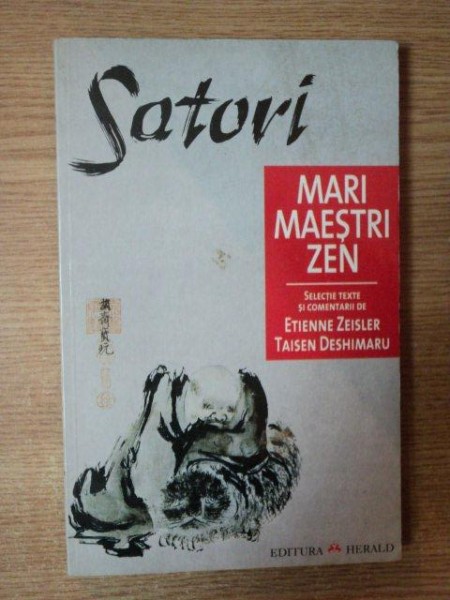 Satori
MARI
MAEŞTRI
ZEN
SELECŢIE TEXTE
ŞI COMENTARII DE
ETIENNE ZEISLER
TAISEN DESHIMARU
EDITURA HERALD